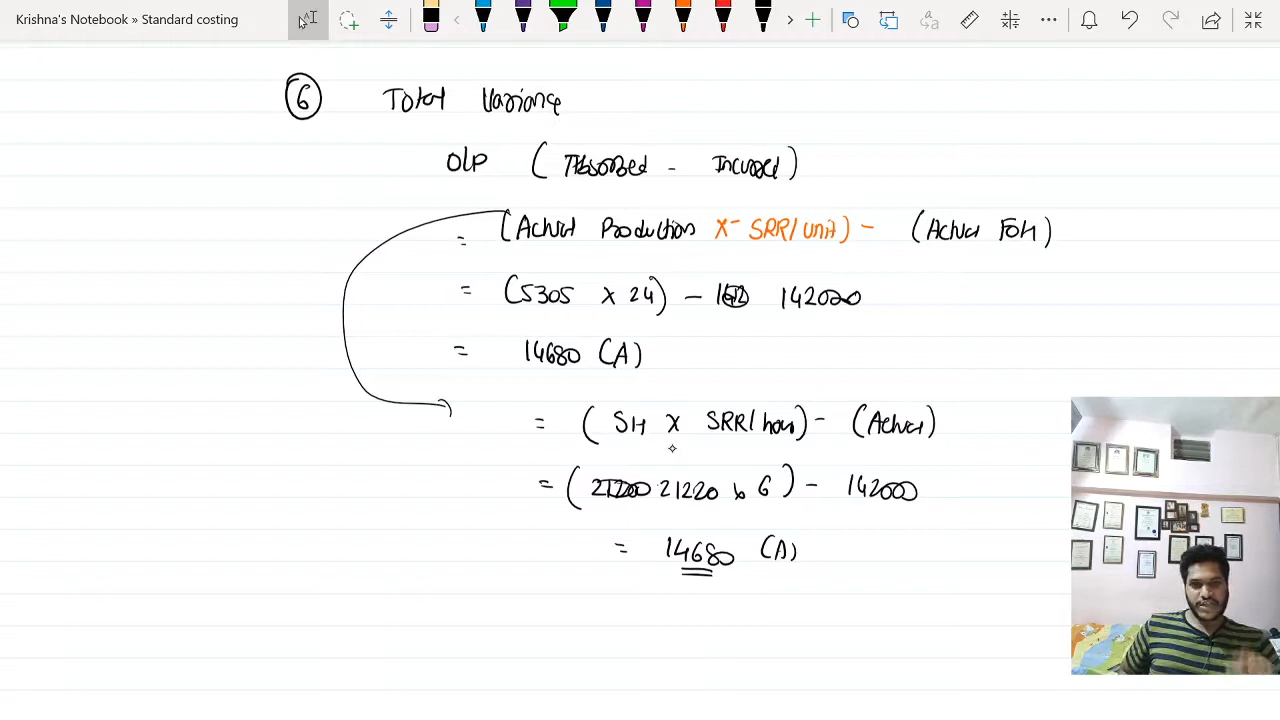 Krishna's Notebook » Standard costing
6 Total Variance
OIP (Absorbed - Incurred)
= (Actual Production x SRR/unit) - (Actual FOH)
= (5305 x 24) - 142000
= 14680 (A)
= (SH x SRR/hour) - (Actual)
= (21220 x 6) - 142000
= 14680 (A)